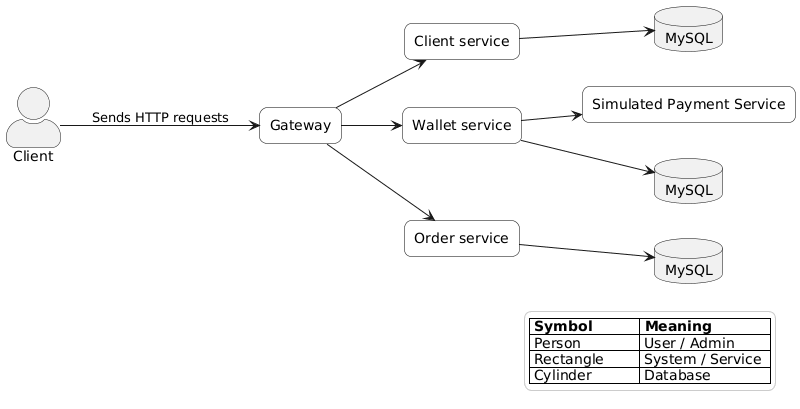 Client service
MySQL
Simulated Payment Service
Sends HTTP requests
Gateway
Wallet service
Client
MySQL
Order service
MySQL
Symbol Meaning
Person User / Admin
Rectangle System / Service
Cylinder Database